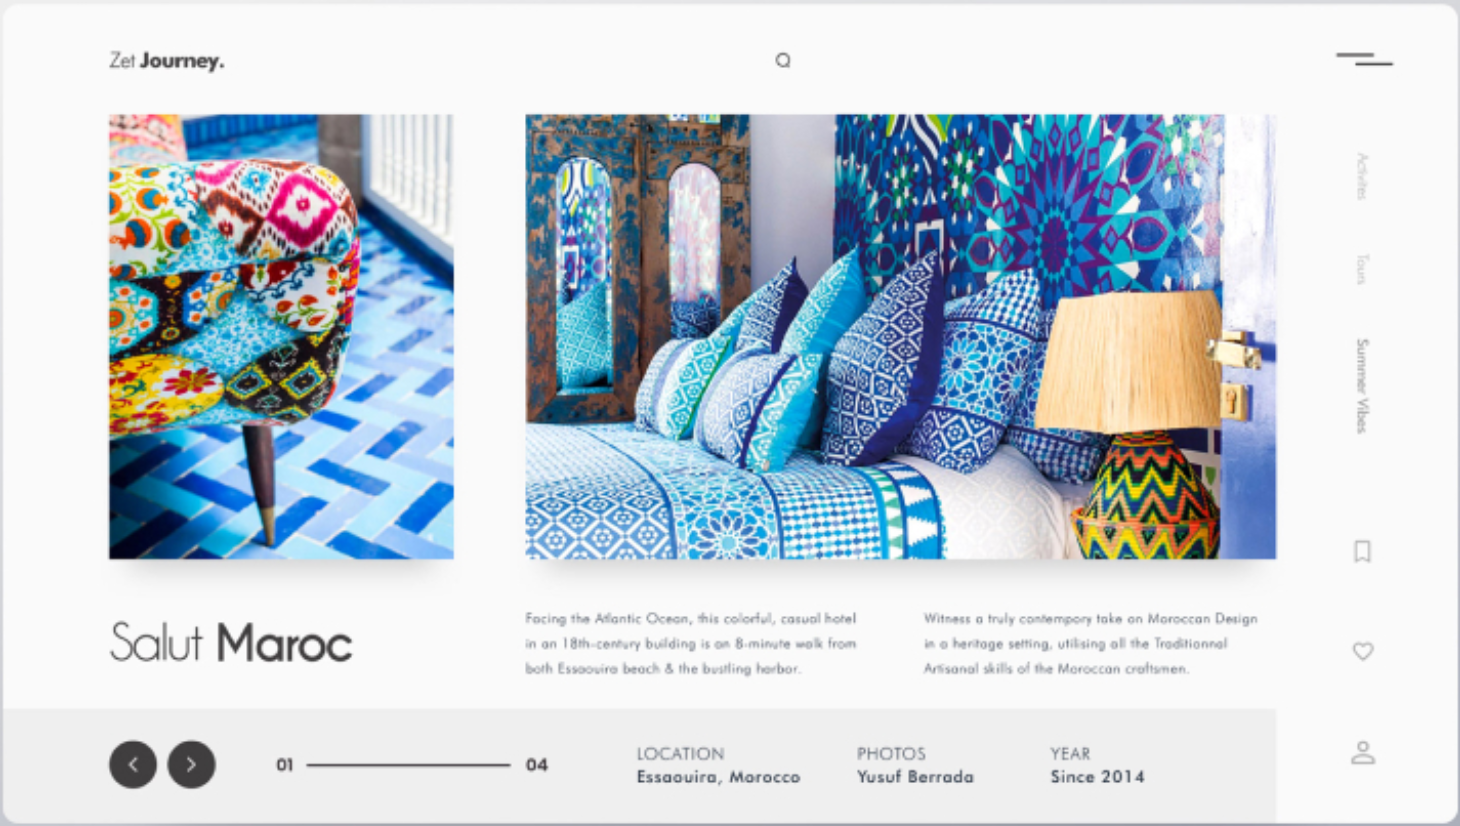 Zet Journey.
Activites
Tours
Summer Vibes
Salut Maroc
Facing the Atlantic Ocean, this colorful, casual hotel
in an 18th-century building is an 8-minute walk from
both Essaouira beach & the bustling harbor.
Witness a truly contempory take on Moroccan Design
in a heritage setting, utilising all the Traditionnal
Artisanal skills of the Moroccan craftsmen.
01 04
LOCATION
Essaouira, Morocco
PHOTOS
Yusuf Berrada
YEAR
Since 2014